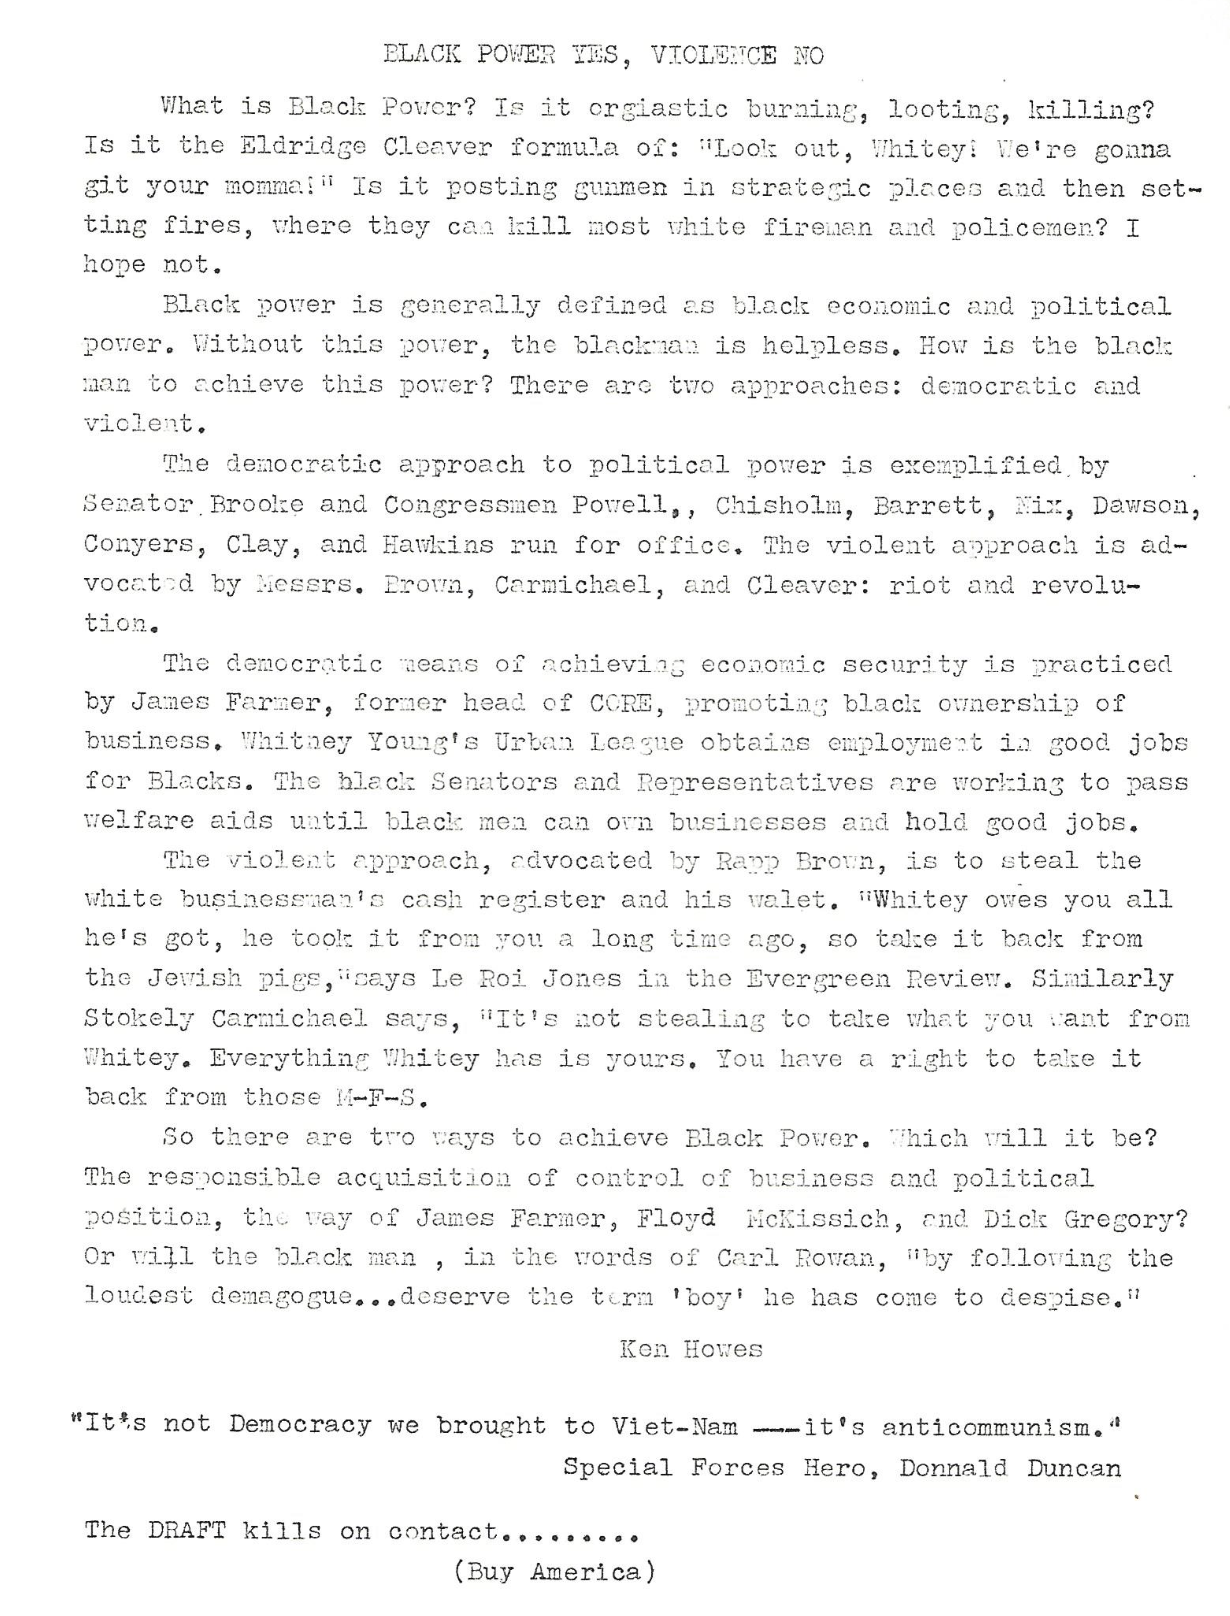 BLACK POWER YES, VIOLENCE NO
What is Black Power? Is it orgiastic burning, looting, killing?
Is it the Eldridge Cleaver formula of: "Look out, Whitey! We're gonna
git your momma!" Is it posting gunmen in strategic places and then set-
ting fires, where they can kill most white fireman and policemen? I
hope not.
Black power is generally defined as black economic and political
power. Without this power, the blackman is helpless. How is the black
man to achieve this power? There are two approaches: democratic and
violent.
The democratic approach to political power is exemplified by
Senator Brooke and Congressmen Powell,, Chisholm, Barrett, Nix, Dawson,
Conyers, Clay, and Hawkins run for office. The violent approach is ad-
vocated by Messrs. Brown, Carmichael, and Cleaver: riot and revolu-
tion.
The democratic means of achieving economic security is practiced
by James Farmer, former head of CORE, promoting black ownership of
business. Whitney Young's Urban League obtains employment in good jobs
for Blacks. The black Senators and Representatives are working to pass
welfare aids until black men can own businesses and hold good jobs.
The violent approach, advocated by Rapp Brown, is to steal the
white businessman's cash register and his walet. "Whitey owes you all
he's got, he took it from you a long time ago, so take it back from
the Jewish pigs,"says Le Roi Jones in the Evergreen Review. Similarly
Stokely Carmichael says, "It's not stealing to take what you want from
Whitey. Everything Whitey has is yours. You have a right to take it
back from those M-F-S.
So there are two ways to achieve Black Power. Which will it be?
The responsible acquisition of control of business and political
position, the way of James Farmer, Floyd McKissich, and Dick Gregory?
Or will the black man , in the words of Carl Rowan, "by following the
loudest demagogue...deserve the term 'boy' he has come to despise."
Ken Howes
"It's not Democracy we brought to Viet-Nam ——it's anticommunism."
Special Forces Hero, Donnald Duncan
The DRAFT kills on contact.........
(Buy America)